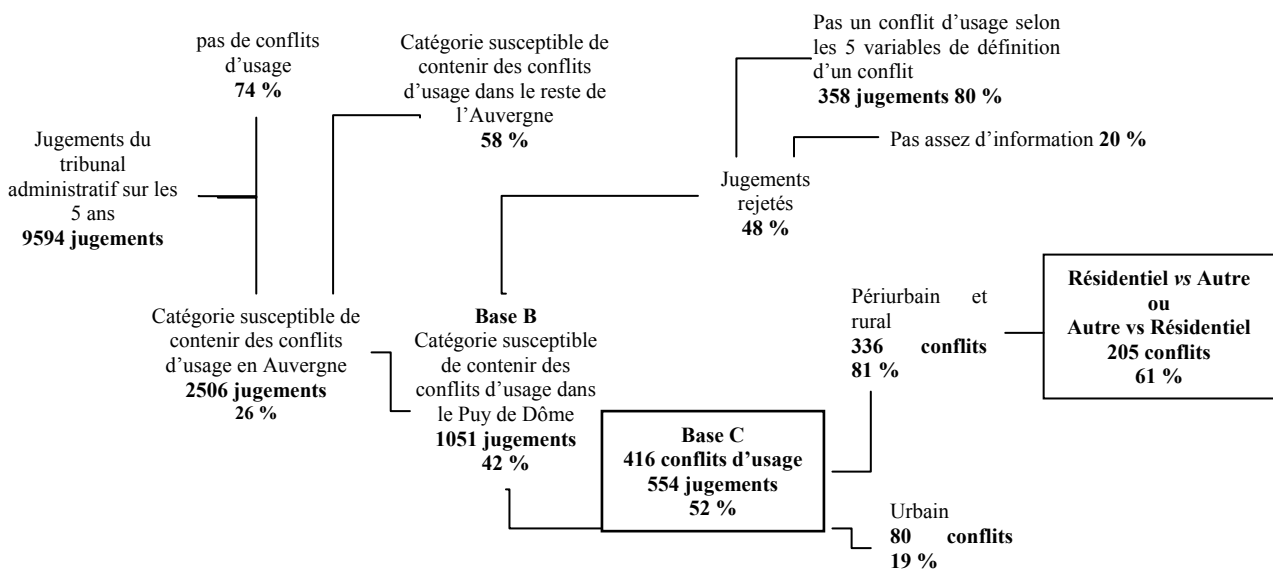 pas de conflits
d'usage
74 %
Catégorie susceptible de
contenir des conflits
d'usage dans le reste de
l'Auvergne
58 %
Pas un conflit d'usage selon
les 5 variables de définition
d'un conflit
358 jugements 80 %
Pas assez d'information 20 %
Jugements du
tribunal
administratif sur les
5 ans
9594 jugements
Jugements
rejetés
48 %
Catégorie susceptible de
contenir des conflits
d'usage en Auvergne
2506 jugements
26 %
Base B
Catégorie susceptible
de contenir des
conflits d'usage dans
le Puy de Dôme
1051 jugements
42 %
Périurbain et
rural
336 conflits
81 %
Résidentiel vs Autre
ou
Autre vs Résidentiel
205 conflits
61 %
Base C
416 conflits d'usage
554 jugements
52 %
Urbain
80 conflits
19 %